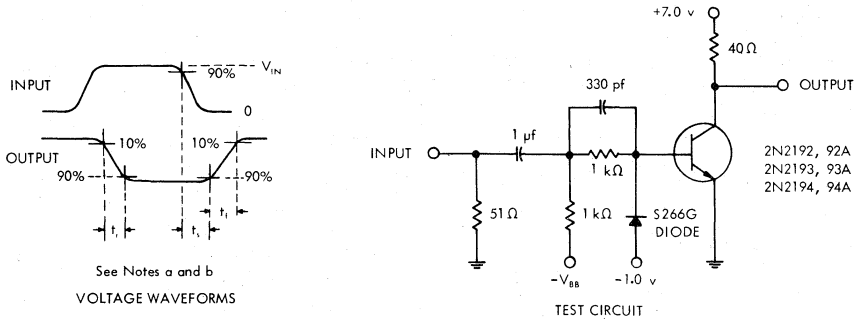 INPUT
90%
V_IN
0
OUTPUT
10%
10%
90%
90%
t_r
t_s
t_f
See Notes a and b
VOLTAGE WAVEFORMS
+7.0 v
40 Ω
OUTPUT
330 pf
1 μf
INPUT
1 kΩ
2N2192, 92A
2N2193, 93A
2N2194, 94A
51 Ω
1 kΩ
S266G
DIODE
-V_BB
-1.0 v
TEST CIRCUIT